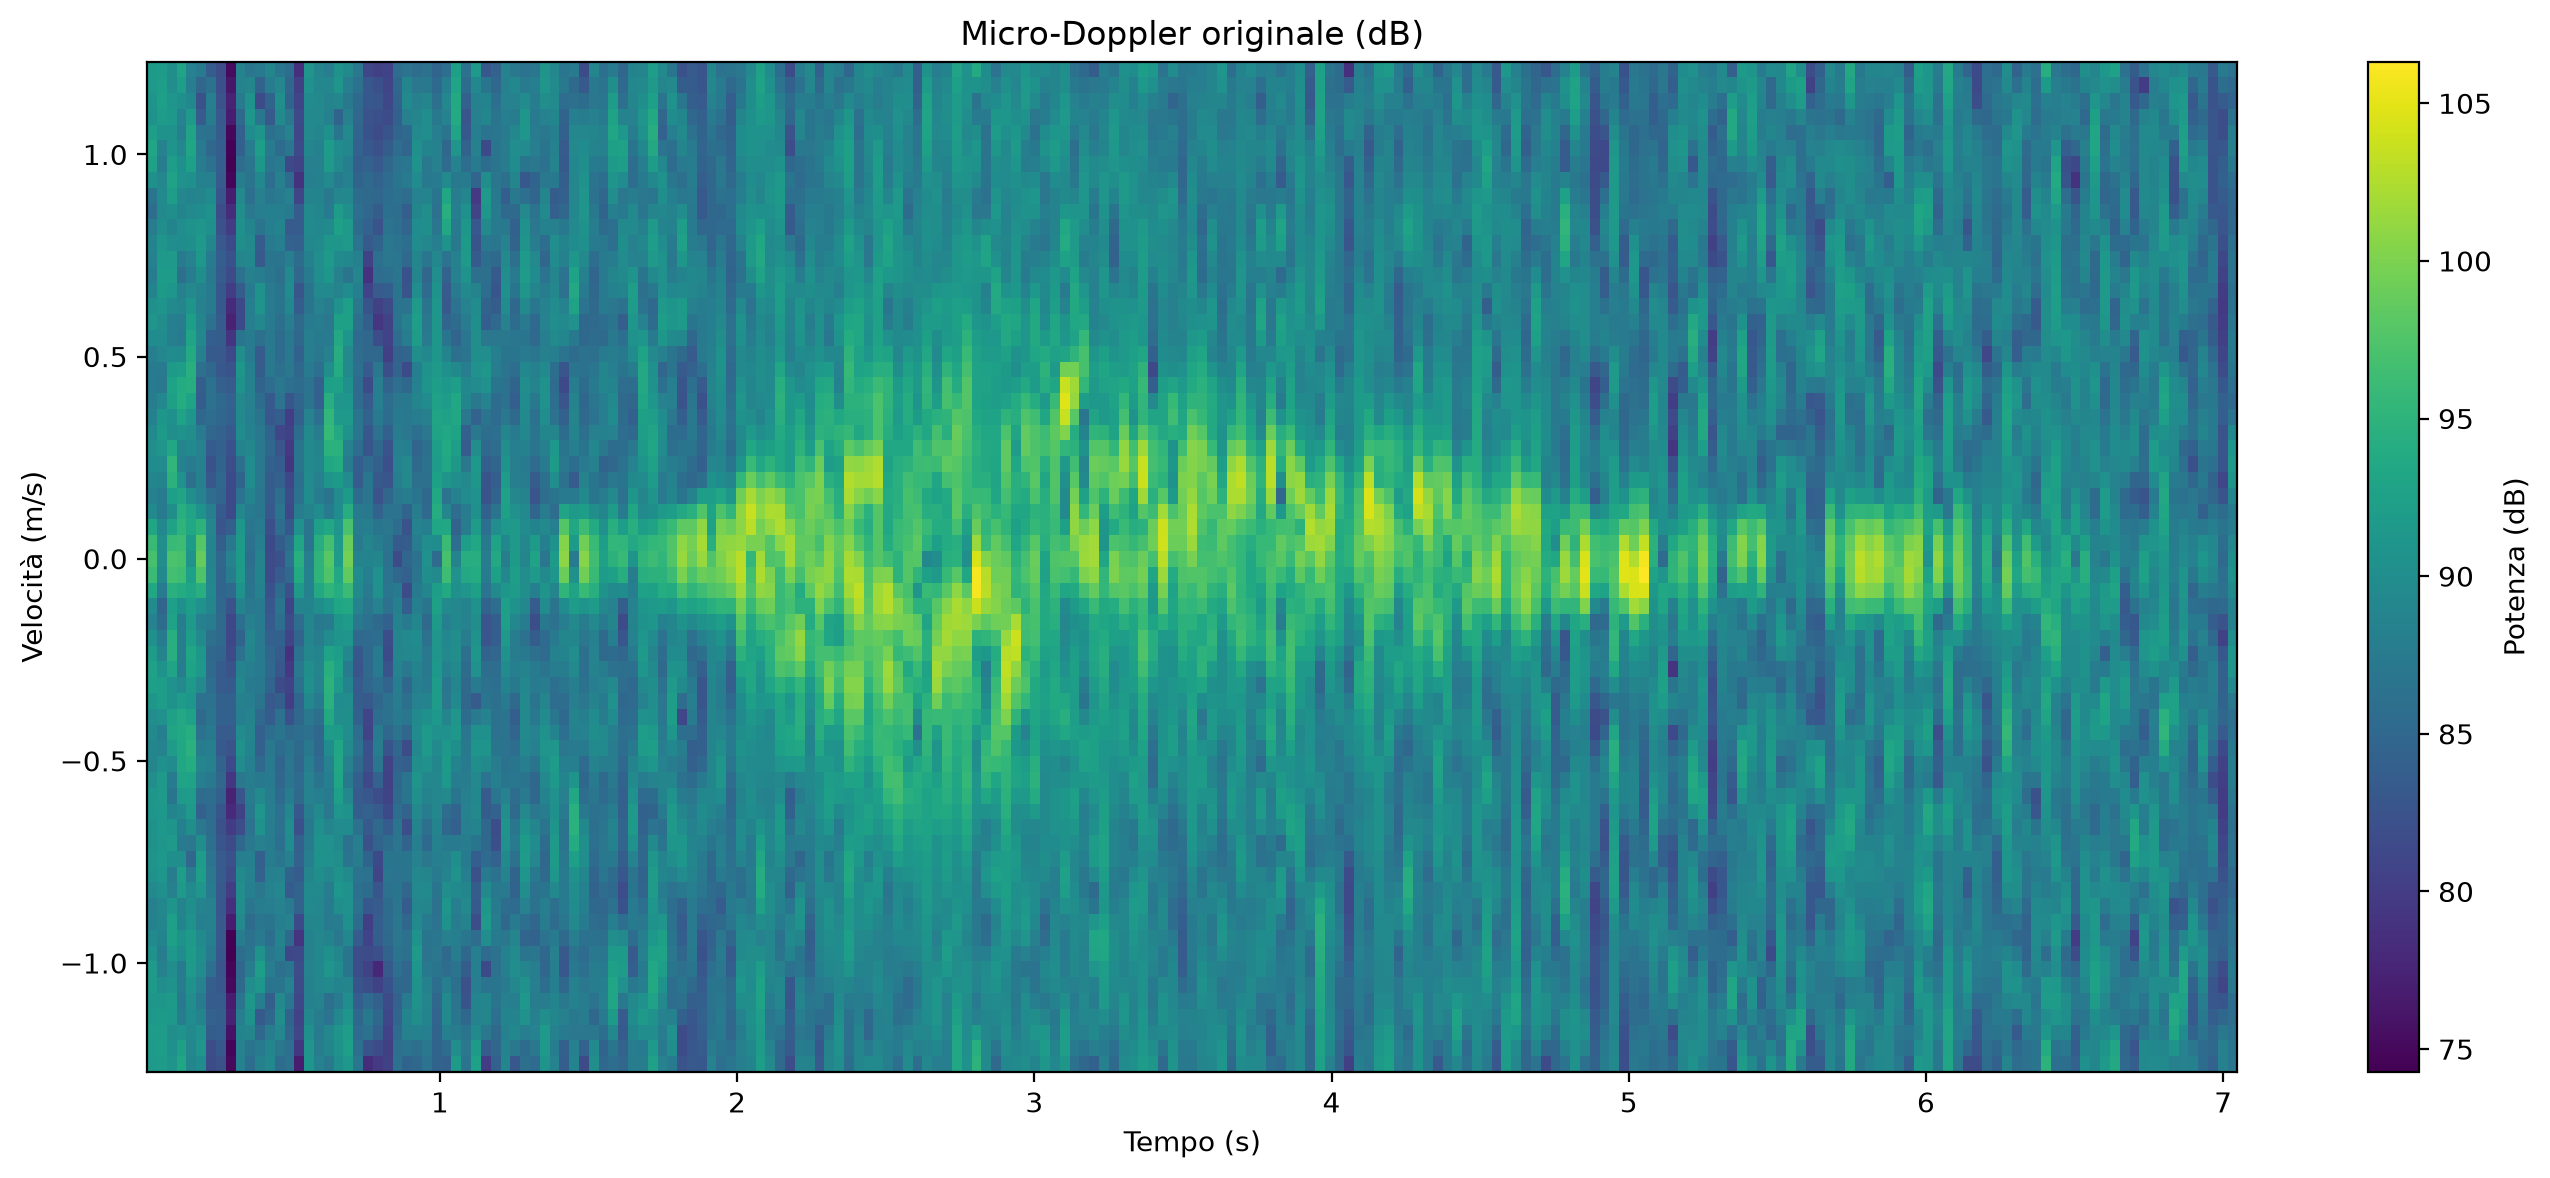 Micro-Doppler originale (dB)
1.0
0.5
0.0
−0.5
−1.0
Velocità (m/s)
1 2 3 4 5 6 7
Tempo (s)
105
100
95
90
85
80
75
Potenza (dB)